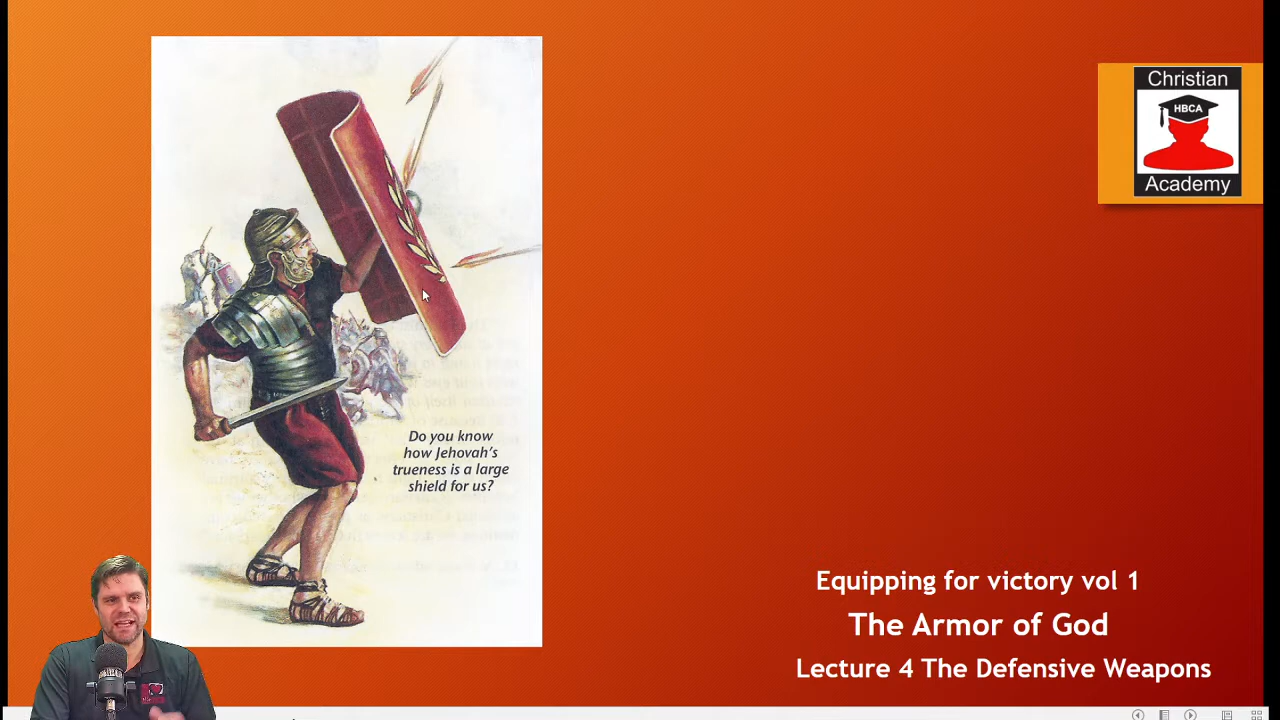 Christian
HBCA
Academy
Do you know
how Jehovah's
trueness is a large
shield for us?
Equipping for victory vol 1
The Armor of God
Lecture 4 The Defensive Weapons